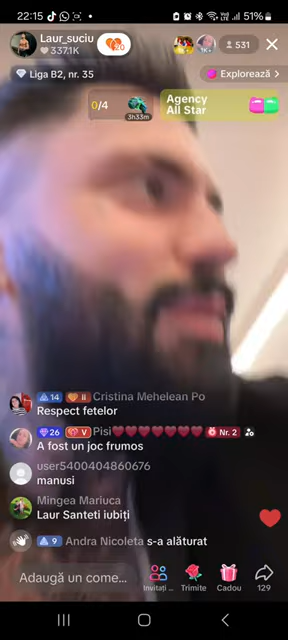 22:15
51%
Laur_suciu
337.1K
20
1K+
531
Liga B2, nr. 35
Explorează >
0/4
3h33m
Agency
All Star
14 II Cristina Mehelean Po
Respect fetelor
26 V Pisi Nr. 2
A fost un joc frumos
user5400404860676
manusi
Mingea Mariuca
Laur Santeti iubiți
9 Andra Nicoleta s-a alăturat
Adaugă un come...
Invitați ...
Trimite
Cadou
129